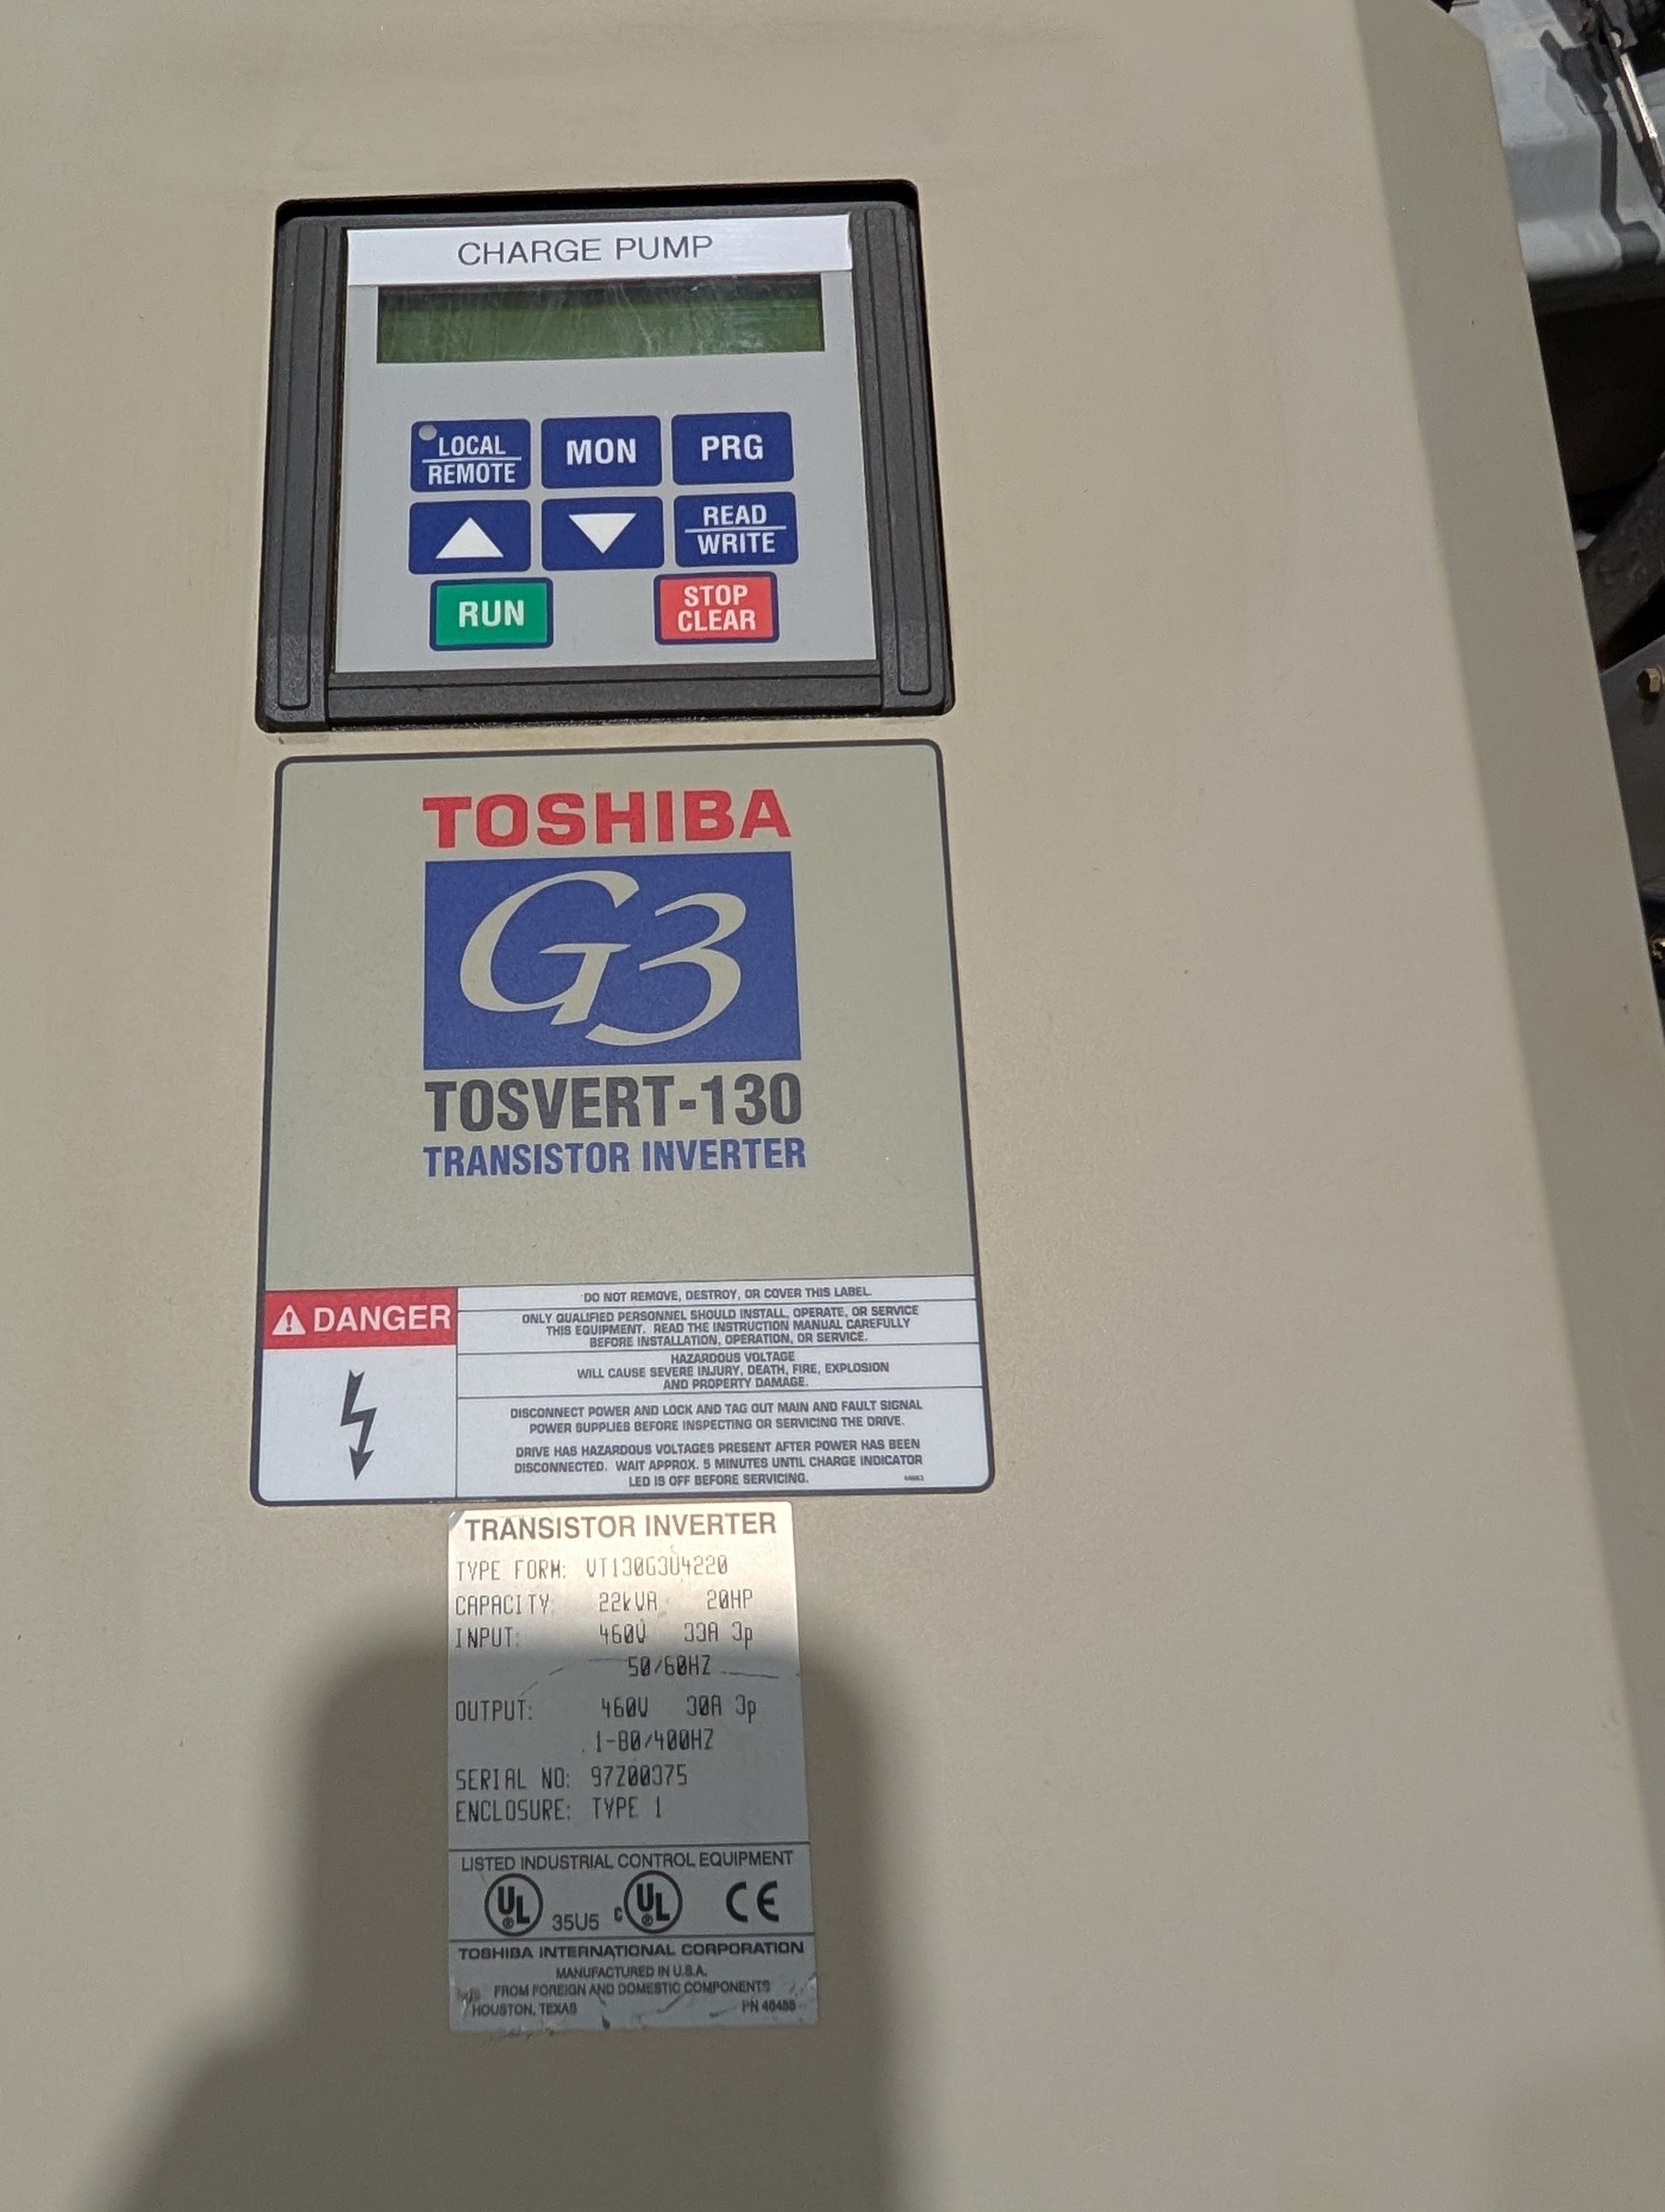 CHARGE PUMP
LOCAL
REMOTE
MON
PRG
READ
WRITE
RUN
STOP
CLEAR
TOSHIBA
G3
TOSVERT-130
TRANSISTOR INVERTER
DANGER
DO NOT REMOVE, DESTROY, OR COVER THIS LABEL.
ONLY QUALIFIED PERSONNEL SHOULD INSTALL, OPERATE, OR SERVICE
THIS EQUIPMENT. READ THE INSTRUCTION MANUAL CAREFULLY
BEFORE INSTALLATION, OPERATION, OR SERVICE.
HAZARDOUS VOLTAGE
WILL CAUSE SEVERE INJURY, DEATH, FIRE, EXPLOSION
AND PROPERTY DAMAGE.
DISCONNECT POWER AND LOCK AND TAG OUT MAIN AND FAULT SIGNAL
POWER SUPPLIES BEFORE INSPECTING OR SERVICING THE DRIVE.
DRIVE HAS HAZARDOUS VOLTAGES PRESENT AFTER POWER HAS BEEN
DISCONNECTED. WAIT APPROX. 5 MINUTES UNTIL CHARGE INDICATOR
LED IS OFF BEFORE SERVICING.
TRANSISTOR INVERTER
TYPE FORM: VT130G3U4220
CAPACITY 22kVA 20HP
INPUT: 460V 33A 3p
50/60HZ
OUTPUT: 460V 30A 3p
1-80/400HZ
SERIAL NO: 97Z00375
ENCLOSURE: TYPE 1
LISTED INDUSTRIAL CONTROL EQUIPMENT
UL ® 35U5 c UL ® CE
TOSHIBA INTERNATIONAL CORPORATION
MANUFACTURED IN U.S.A.
FROM FOREIGN AND DOMESTIC COMPONENTS
HOUSTON, TEXAS PN 46455